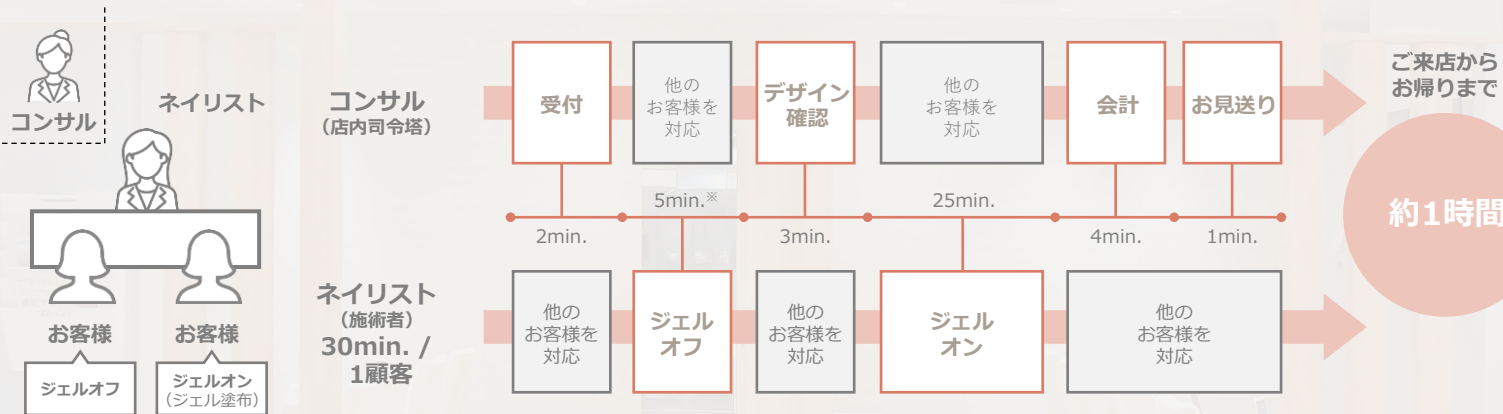 コンサル
ネイリスト
お客様
お客様
ジェルオフ
ジェルオン
（ジェル塗布）
コンサル
（店内司令塔）
受付
他の
お客様を
対応
デザイン
確認
他の
お客様を
対応
会計
お見送り
2min.
5min.※
3min.
25min.
4min.
1min.
ネイリスト
（施術者）
30min. /
1顧客
他の
お客様を
対応
ジェル
オフ
他の
お客様を
対応
ジェル
オン
他の
お客様を
対応
ご来店から
お帰りまで
約1時間